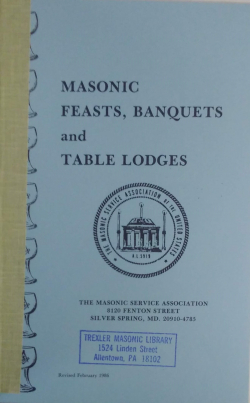 MASONIC
FEASTS, BANQUETS
and
TABLE LODGES
THE MASONIC SERVICE ASSOCIATION of the UNITED STATES
THE MASONIC SERVICE ASSOCIATION
8120 FENTON STREET
SILVER SPRING, MD. 20910-4785
TREXLER MASONIC LIBRARY
1524 Linden Street
Allentown, PA 18102
Revised February 1980